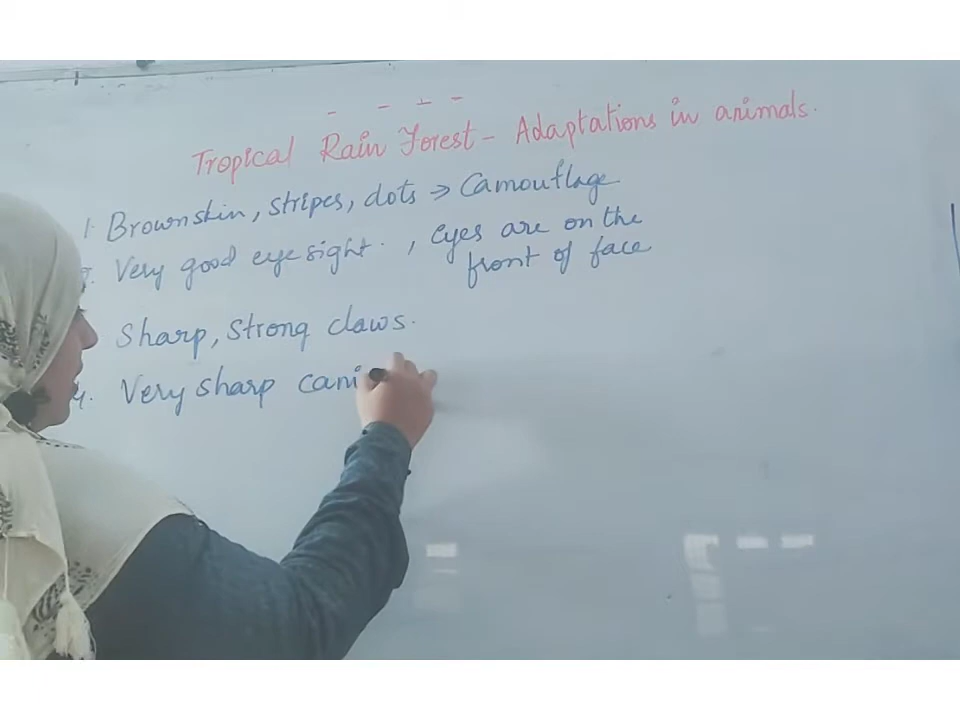 Tropical Rain Forest - Adaptations in animals.
1. Brown skin, stripes, dots → Camouflage
Very good eye sight. , eyes are on the
front of face
Sharp, Strong claws.
4. Very sharp cani